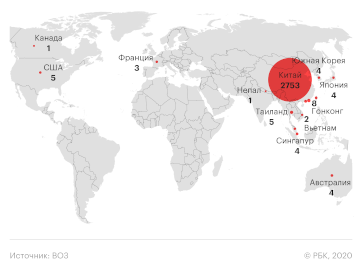 Канада
1
США
5
Франция
3
Южная Корея
4
Китай
2753
Япония
4
Непал
1
8
Гонконг
Таиланд
5
2
Вьетнам
Сингапур
4
Австралия
4
Источник: ВОЗ
© РБК, 2020